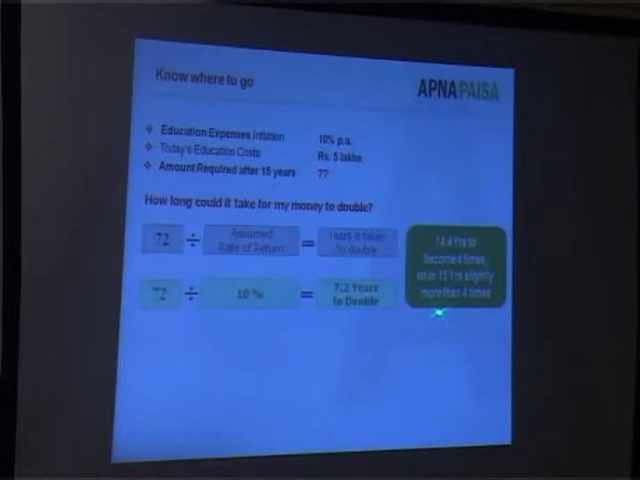 Know where to go
APNAPAISA
Education Expenses Inflation 10% p.a.
Today's Education Costs Rs. 5 lakhs
Amount Required after 15 years ??
How long could it take for my money to double?
72 ÷ Assumed Rate of Return = Years it takes to double
72 ÷ 10 % = 7.2 Years to Double
14.4 Yrs to
become 4 times,
so in 15 Yrs slightly
more than 4 times